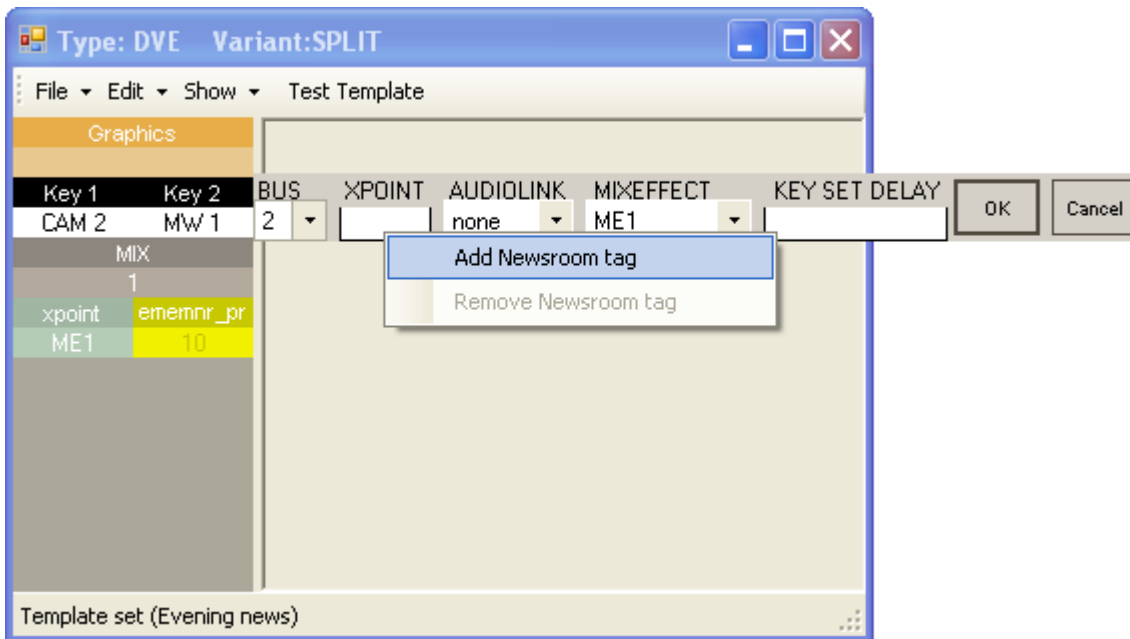 Type: DVE Variant:SPLIT
File Edit Show Test Template
Graphics
Key 1 Key 2 BUS XPOINT AUDIOLINK MIXEFFECT KEY SET DELAY OK Cancel
CAM 2 MW 1 2 none ME1
MIX
Add Newsroom tag
1
Remove Newsroom tag
xpoint ememnr_pr
ME1 10
Template set (Evening news)